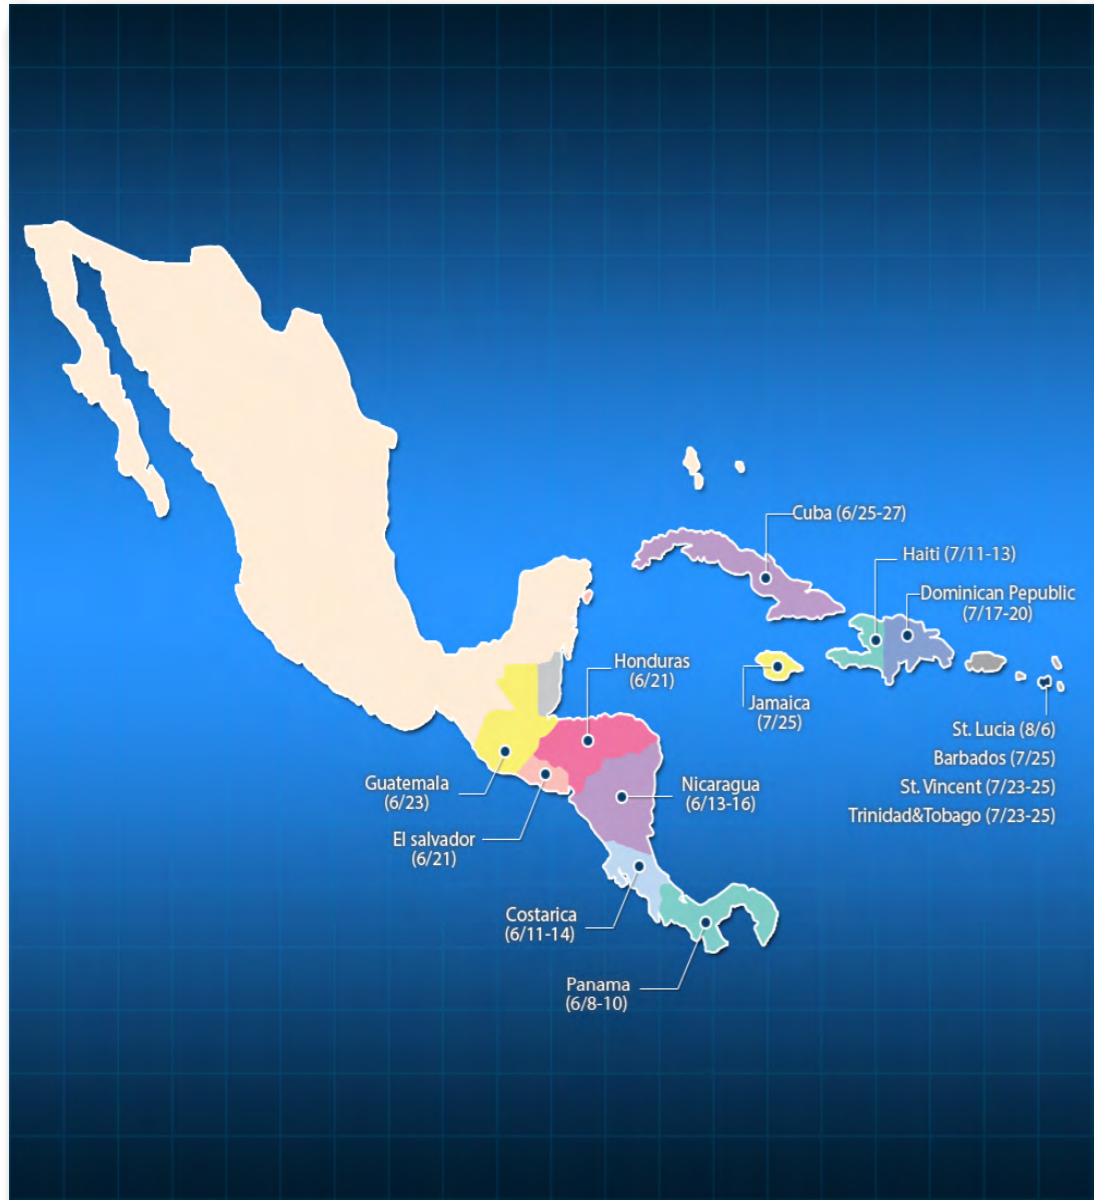 Cuba (6/25-27)
Haiti (7/11-13)
Dominican Pepublic
(7/17-20)
Honduras
(6/21)
Jamaica
(7/25)
St. Lucia (8/6)
Barbados (7/25)
St. Vincent (7/23-25)
Trinidad&Tobago (7/23-25)
Guatemala
(6/23)
Nicaragua
(6/13-16)
El salvador
(6/21)
Costarica
(6/11-14)
Panama
(6/8-10)